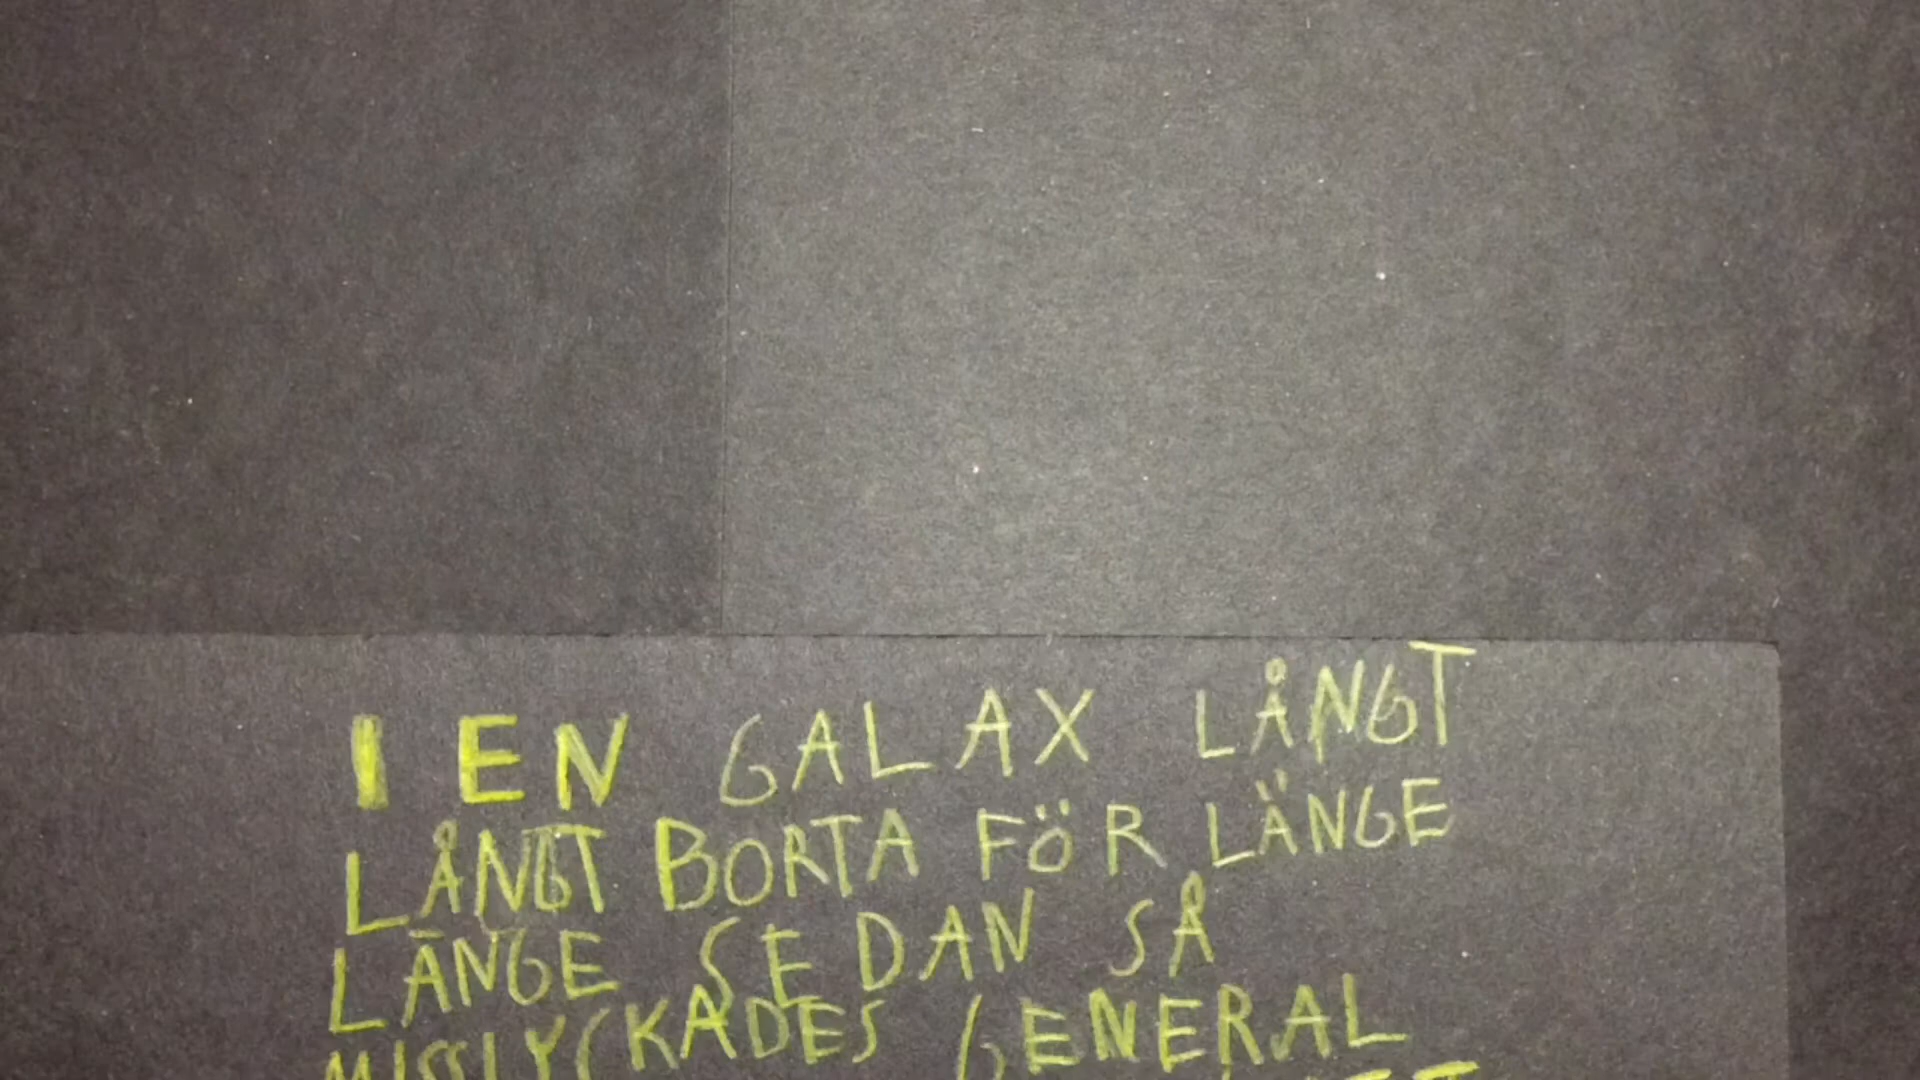 I EN GALAX LÅNGT
LÅNGT BORTA FÖR LÄNGE
LÄNGE SEDAN SÅ
MISSLYCKADES GENERAL